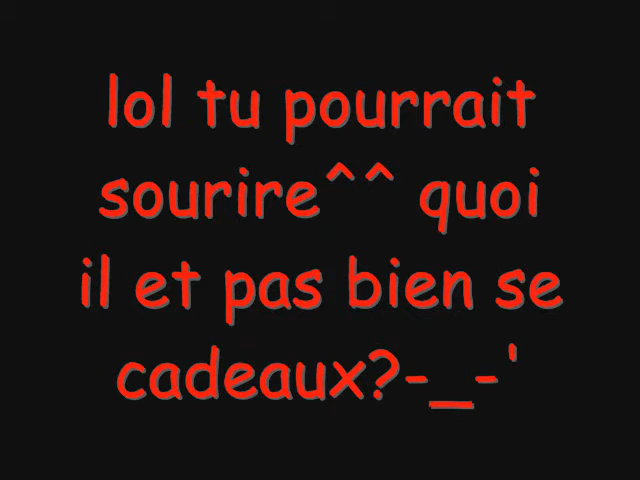 lol tu pourrait
sourire^^ quoi
il et pas bien se
cadeaux?-_-'